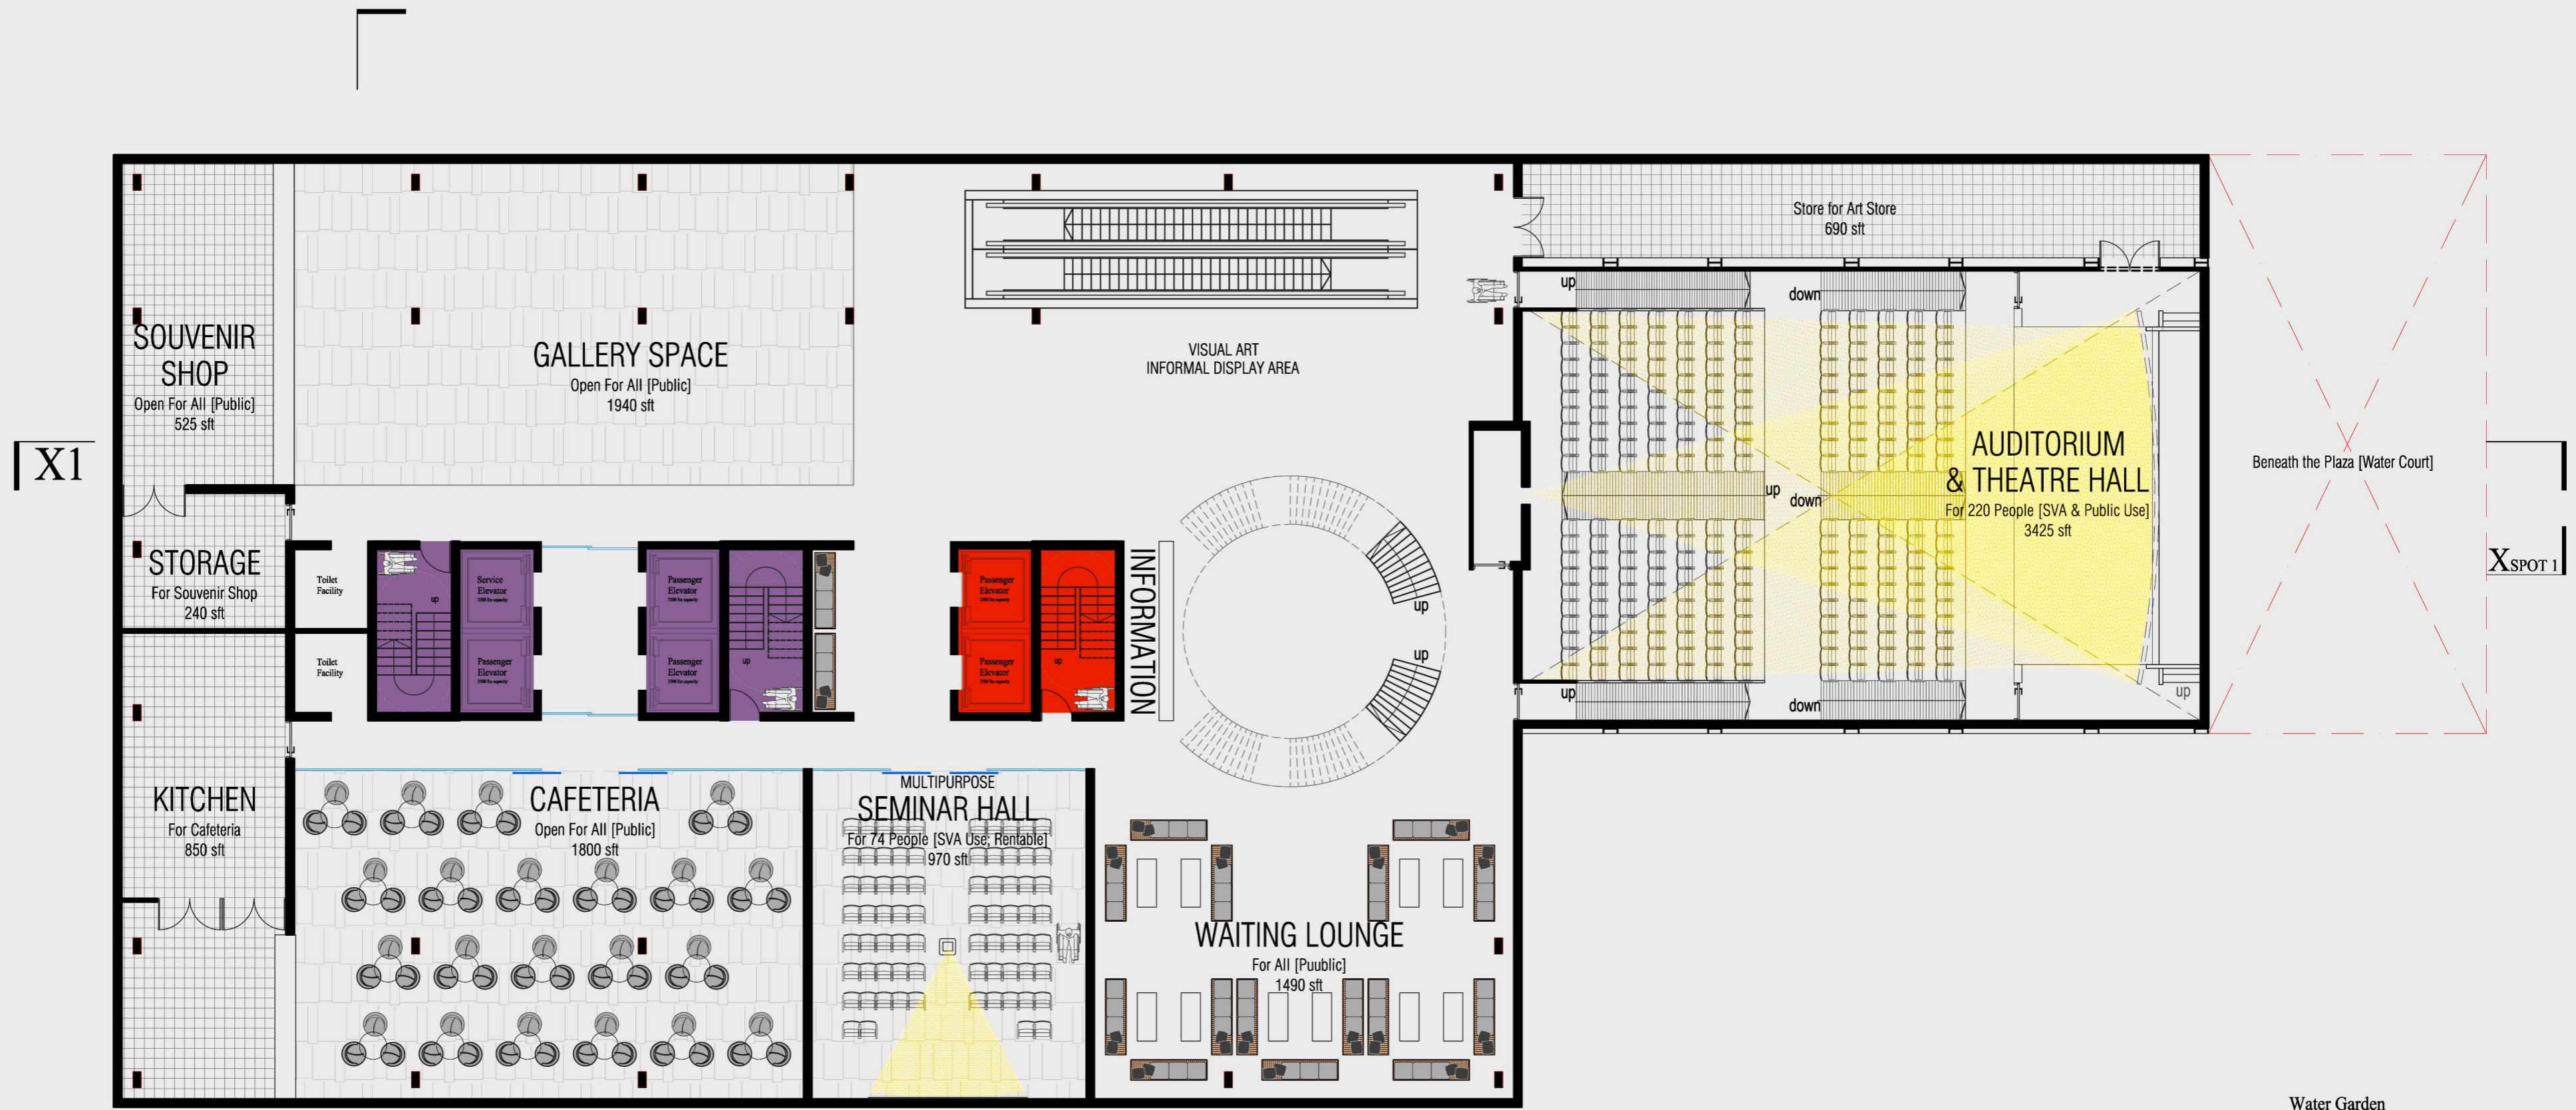 Store for Art Store
690 sft
up
down
SOUVENIR
SHOP
Open For All [Public]
525 sft
GALLERY SPACE
Open For All [Public]
1940 sft
VISUAL ART
INFORMAL DISPLAY AREA
X1
AUDITORIUM
& THEATRE HALL
For 220 People [SVA & Public Use]
3425 sft
up
down
Beneath the Plaza [Water Court]
X SPOT 1
STORAGE
For Souvenir Shop
240 sft
Toilet
Facility
up
Service
Elevator
Passenger
Elevator
Passenger
Elevator
INFORMATION
up
Toilet
Facility
Passenger
Elevator
Passenger
Elevator
up
Passenger
Elevator
up
up
up
down
up
KITCHEN
For Cafeteria
850 sft
CAFETERIA
Open For All [Public]
1800 sft
MULTIPURPOSE
SEMINAR HALL
For 74 People [SVA Use; Rentable]
970 sft
WAITING LOUNGE
For All [Puublic]
1490 sft
Water Garden